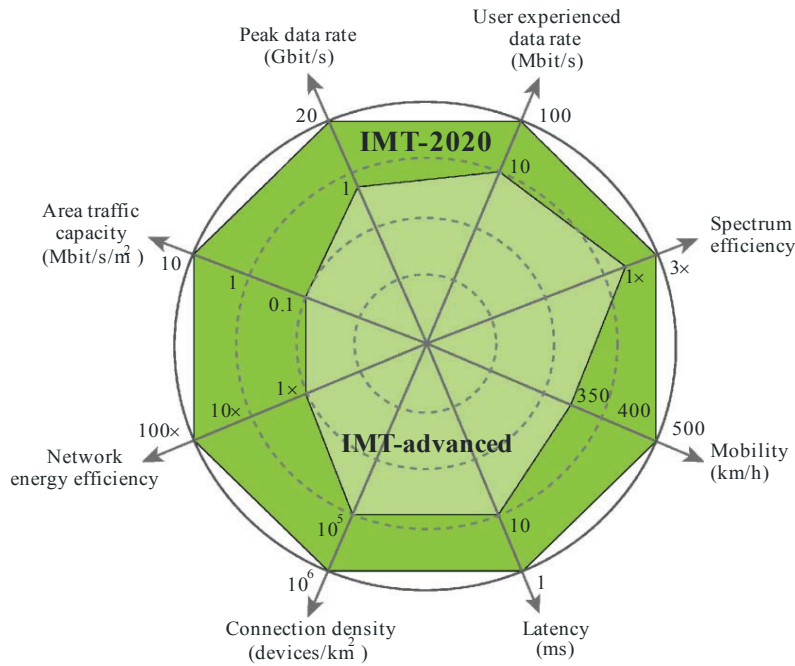 Peak data rate
(Gbit/s)
User experienced
data rate
(Mbit/s)
20
100
IMT-2020
1
10
Area traffic
capacity
(Mbit/s/m²)
Spectrum
efficiency
10
1
0.1
1×
3×
1×
10×
100×
350
400
500
Network
energy efficiency
IMT-advanced
Mobility
(km/h)
10⁵
10
10⁶
1
Connection density
(devices/km²)
Latency
(ms)